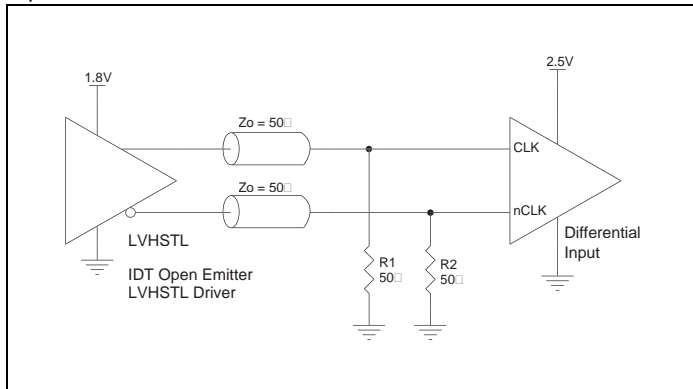 1.8V
2.5V
Zo = 50□
CLK
Zo = 50□
nCLK
LVHSTL
Differential
Input
IDT Open Emitter
LVHSTL Driver
R1
50□
R2
50□